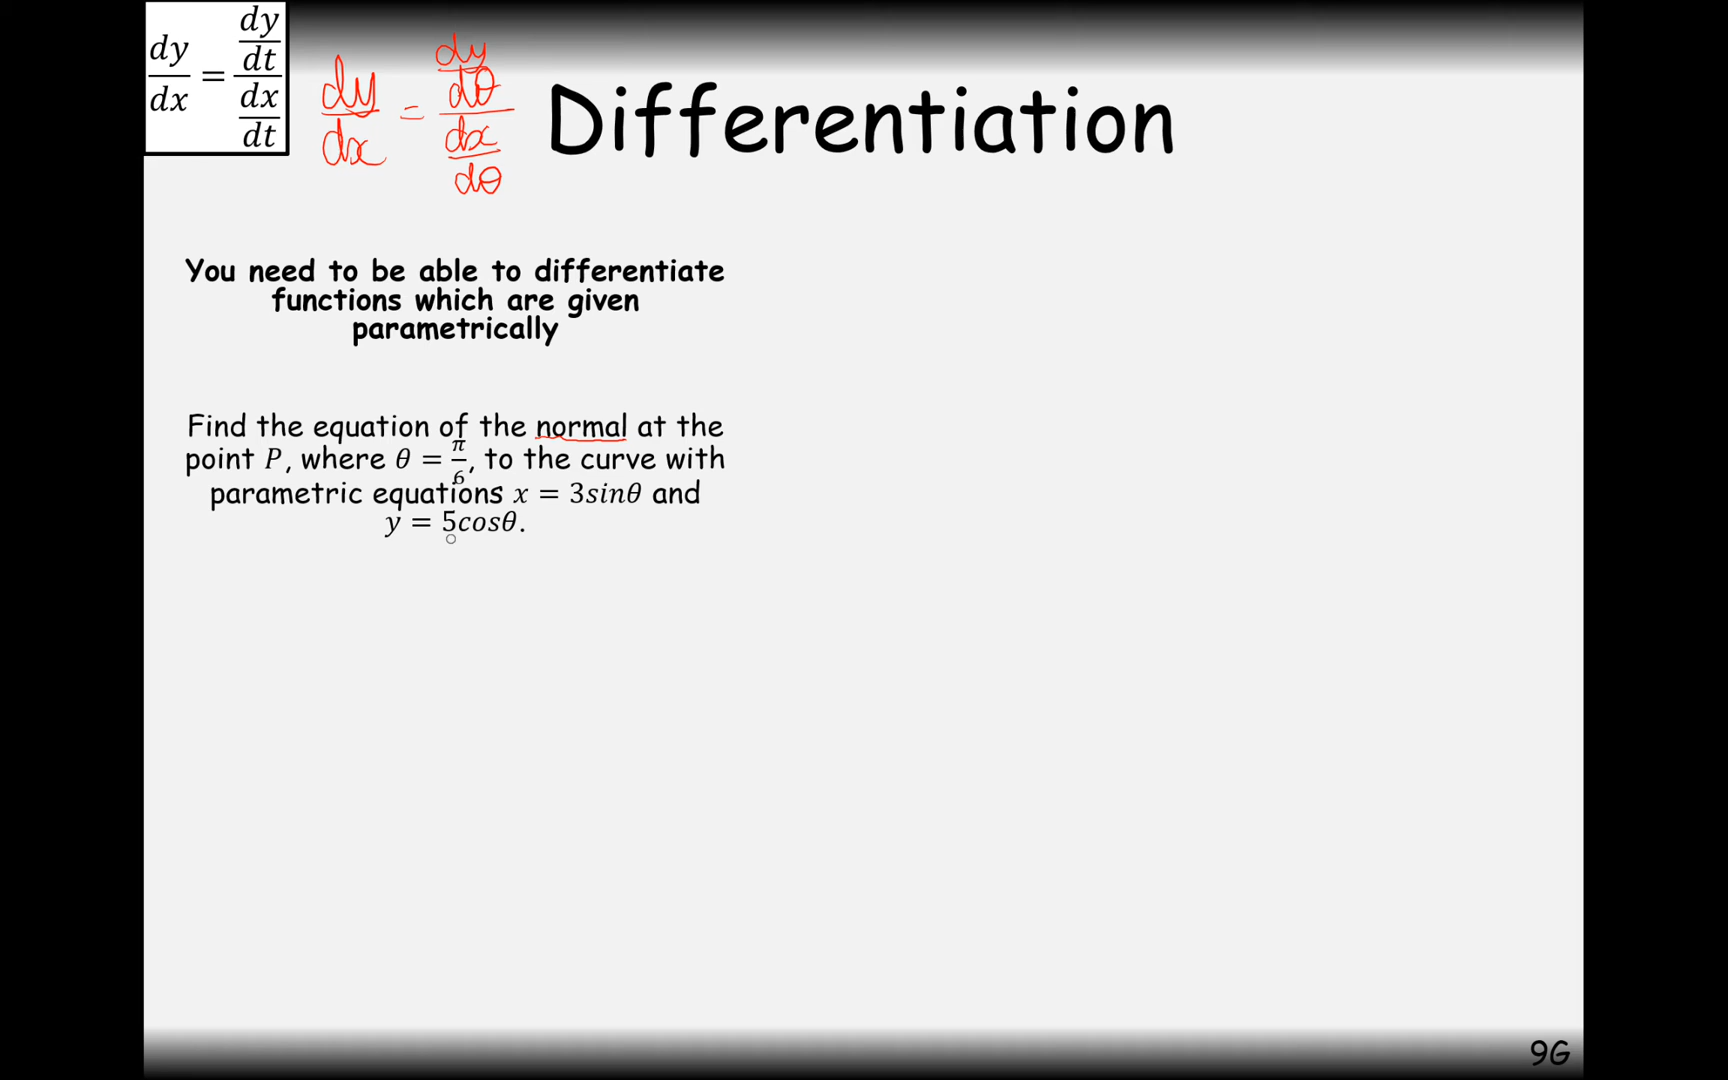 dy/dx = (dy/dt)/(dx/dt)
dy/dx = (dy/dθ)/(dx/dθ)
Differentiation
You need to be able to differentiate
functions which are given
parametrically
Find the equation of the normal at the
point P, where θ = π/6, to the curve with
parametric equations x = 3sinθ and
y = 5cosθ.
9G